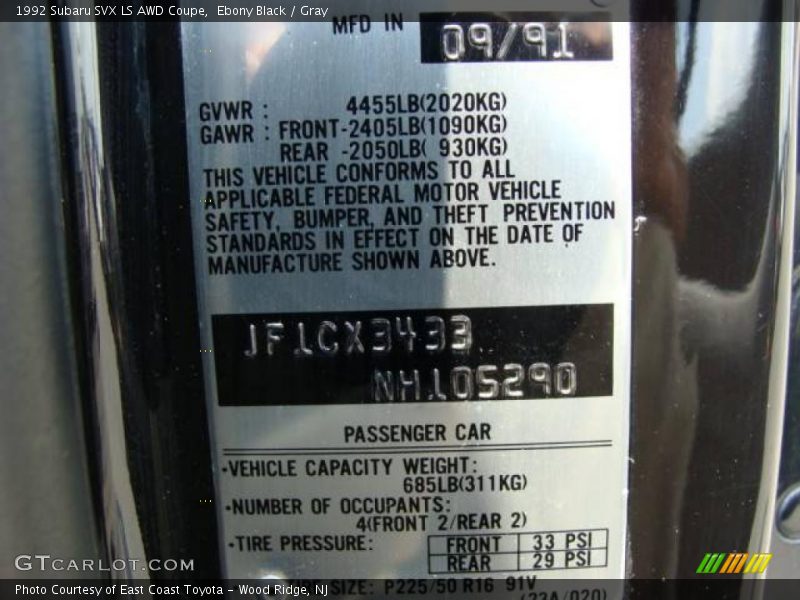 1992 Subaru SVX LS AWD Coupe, Ebony Black / Gray
MFD IN 09/91
GVWR : 4455LB(2020KG)
GAWR : FRONT-2405LB(1090KG)
REAR -2050LB( 930KG)
THIS VEHICLE CONFORMS TO ALL
APPLICABLE FEDERAL MOTOR VEHICLE
SAFETY, BUMPER, AND THEFT PREVENTION
STANDARDS IN EFFECT ON THE DATE OF
MANUFACTURE SHOWN ABOVE.
JF1CX3433
NH105290
PASSENGER CAR
·VEHICLE CAPACITY WEIGHT:
685LB(311KG)
·NUMBER OF OCCUPANTS:
4(FRONT 2/REAR 2)
·TIRE PRESSURE: FRONT 33 PSI
REAR 29 PSI
SIZE: P225/50 R16 91V
(23A/020)
GTCARLOT.COM
Photo Courtesy of East Coast Toyota - Wood Ridge, NJ